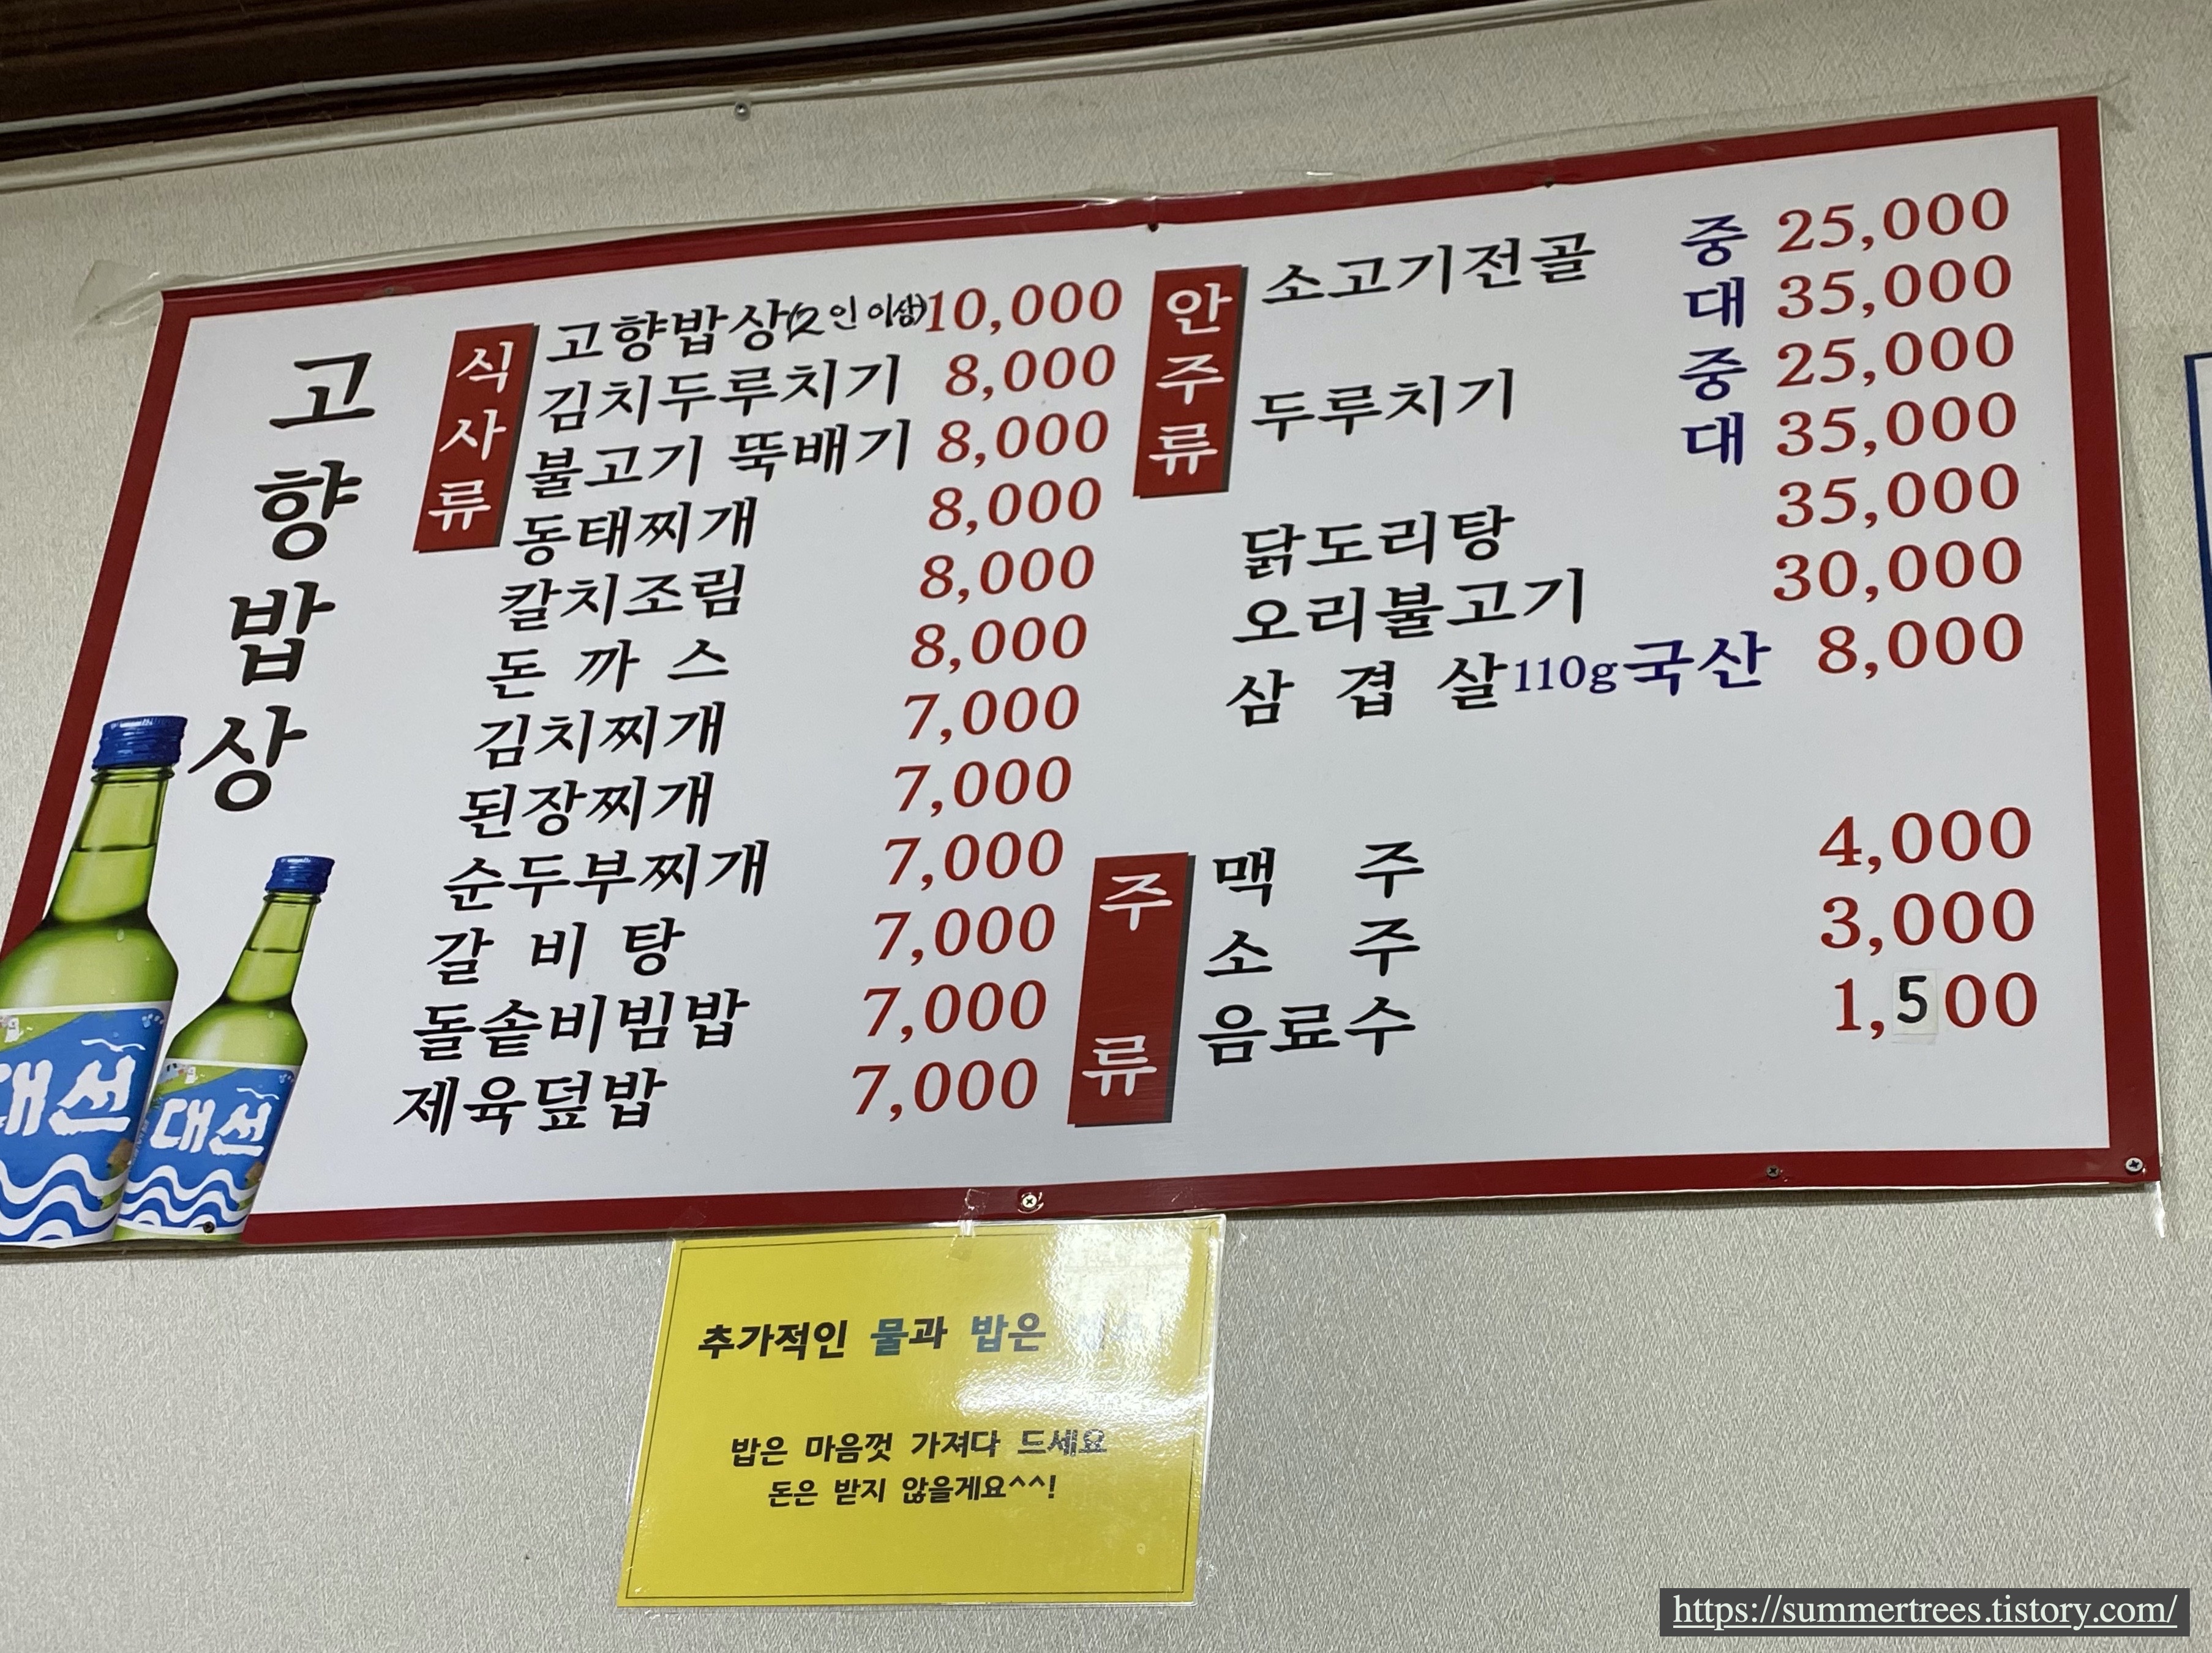 고향밥상
식사류
고향밥상(2인 이상) 10,000
김치두루치기 8,000
불고기 뚝배기 8,000
동태찌개 8,000
칼치조림 8,000
돈 까 스 8,000
김치찌개 7,000
된장찌개 7,000
순두부찌개 7,000
갈 비 탕 7,000
돌솥비빔밥 7,000
제육덮밥 7,000
안주류
소고기전골 중 25,000
대 35,000
두루치기 중 25,000
대 35,000
닭도리탕 35,000
오리불고기 30,000
삼 겹 살 110g 국산 8,000
주류
맥 주 4,000
소 주 3,000
음료수 1,500
대선
대선
추가적인 물과 밥은
밥은 마음껏 가져다 드세요
돈은 받지 않을게요^^!
https://summertrees.tistory.com/